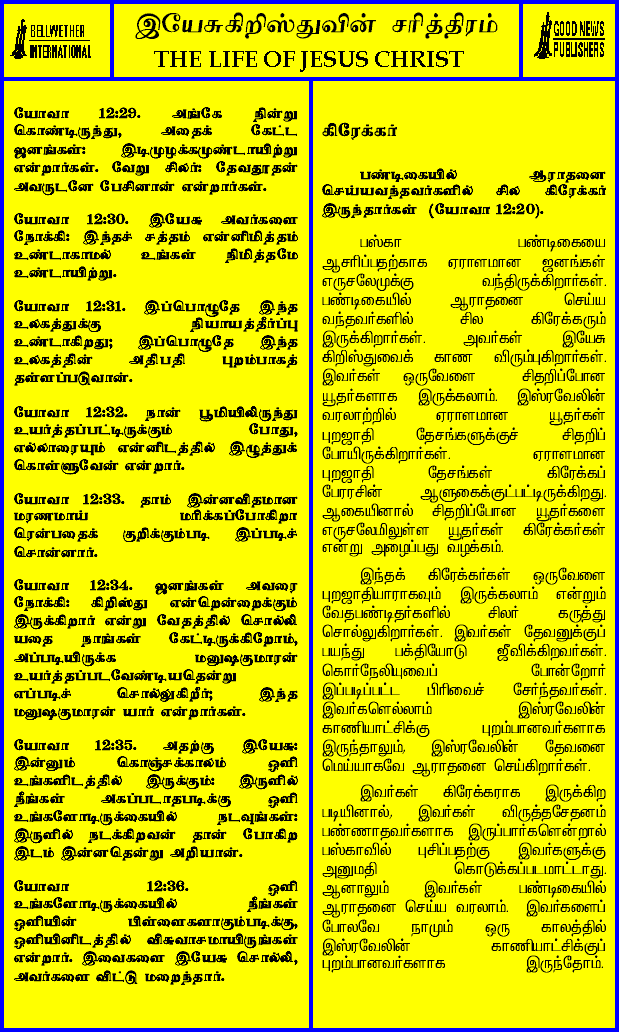 BELLWETHER
INTERNATIONAL
இயேசுகிறிஸ்துவின் சரித்திரம்
THE LIFE OF JESUS CHRIST
GOOD NEWS
PUBLISHERS
யோவா 12:29. அங்கே நின்று
கொண்டிருந்து, அதைக் கேட்ட
ஜனங்கள்: இடிமுழக்கமுண்டாயிற்று
என்றார்கள். வேறு சிலர்: தேவதூதன்
அவருடனே பேசினான் என்றார்கள்.
யோவா 12:30. இயேசு அவர்களை
நோக்கி: இந்தச் சத்தம் என்னிமித்தம்
உண்டாகாமல் உங்கள் நிமித்தமே
உண்டாயிற்று.
யோவா 12:31. இப்பொழுதே இந்த
உலகத்துக்கு நியாயத்தீர்ப்பு
உண்டாகிறது; இப்பொழுதே இந்த
உலகத்தின் அதிபதி புறம்பாகத்
தள்ளப்படுவான்.
யோவா 12:32. நான் பூமியிலிருந்து
உயர்த்தப்பட்டிருக்கும் போது,
எல்லாரையும் என்னிடத்தில் இழுத்துக்
கொள்ளுவேன் என்றார்.
யோவா 12:33. தாம் இன்னவிதமான
மரணமாய் மரிக்கப்போகிறா
ரென்பதைக் குறிக்கும்படி இப்படிச்
சொன்னார்.
யோவா 12:34. ஜனங்கள் அவரை
நோக்கி: கிறிஸ்து என்றென்றைக்கும்
இருக்கிறார் என்று வேதத்தில் சொல்லி
யதை நாங்கள் கேட்டிருக்கிறோம்,
அப்படியிருக்க மனுஷகுமாரன்
உயர்த்தப்படவேண்டியதென்று
எப்படிச் சொல்லுகிறீர்; இந்த
மனுஷகுமாரன் யார் என்றார்கள்.
யோவா 12:35. அதற்கு இயேசு:
இன்னும் கொஞ்சக்காலம் ஒளி
உங்களிடத்தில் இருக்கும்: இருளில்
நீங்கள் அகப்படாதபடிக்கு ஒளி
உங்களோடிருக்கையில் நடவுங்கள்:
இருளில் நடக்கிறவன் தான் போகிற
இடம் இன்னதென்று அறியான்.
யோவா 12:36. ஒளி
உங்களோடிருக்கையில் நீங்கள்
ஒளியின் பிள்ளைகளாகும்படிக்கு,
ஒளியினிடத்தில் விசுவாசமாயிருங்கள்
என்றார். இவைகளை இயேசு சொல்லி,
அவர்களை விட்டு மறைந்தார்.
கிரேக்கர்
பண்டிகையில் ஆராதனை
செய்யவந்தவர்களில் சில கிரேக்கர்
இருந்தார்கள் (யோவா 12:20).
பஸ்கா பண்டிகையை
ஆசரிப்பதற்காக ஏராளமான ஜனங்கள்
எருசலேமுக்கு வந்திருக்கிறார்கள்.
பண்டிகையில் ஆராதனை செய்ய
வந்தவர்களில் சில கிரேக்கரும்
இருக்கிறார்கள். அவர்கள் இயேசு
கிறிஸ்துவைக் காண விரும்புகிறார்கள்.
இவர்கள் ஒருவேளை சிதறிப்போன
யூதர்களாக இருக்கலாம். இஸ்ரவேலின்
வரலாற்றில் ஏராளமான யூதர்கள்
புறஜாதி தேசங்களுக்குச் சிதறிப்
போயிருக்கிறார்கள். ஏராளமான
புறஜாதி தேசங்கள் கிரேக்கப்
பேரரசின் ஆளுகைக்குட்பட்டிருக்கிறது.
ஆகையினால் சிதறிப்போன யூதர்களை
எருசலேமிலுள்ள யூதர்கள் கிரேக்கர்கள்
என்று அழைப்பது வழக்கம்.
இந்தக் கிரேக்கர்கள் ஒருவேளை
புறஜாதியாராகவும் இருக்கலாம் என்றும்
வேதபண்டிதர்களில் சிலர் கருத்து
சொல்லுகிறார்கள். இவர்கள் தேவனுக்குப்
பயந்து பக்தியோடு ஜீவிக்கிறவர்கள்.
கொர்நேலியுவைப் போன்றோர்
இப்படிப்பட்ட பிரிவைச் சேர்ந்தவர்கள்.
இவர்களெல்லாம் இஸ்ரவேலின்
காணியாட்சிக்கு புறம்பானவர்களாக
இருந்தாலும், இஸ்ரவேலின் தேவனை
மெய்யாகவே ஆராதனை செய்கிறார்கள்.
இவர்கள் கிரேக்கராக இருக்கிற
படியினால், இவர்கள் விருத்தசேதனம்
பண்ணாதவர்களாக இருப்பார்களென்றால்
பஸ்காவில் புசிப்பதற்கு இவர்களுக்கு
அனுமதி கொடுக்கப்படமாட்டாது.
ஆனாலும் இவர்கள் பண்டிகையில்
ஆராதனை செய்ய வரலாம். இவர்களைப்
போலவே நாமும் ஒரு காலத்தில்
இஸ்ரவேலின் காணியாட்சிக்குப்
புறம்பானவர்களாக இருந்தோம்.